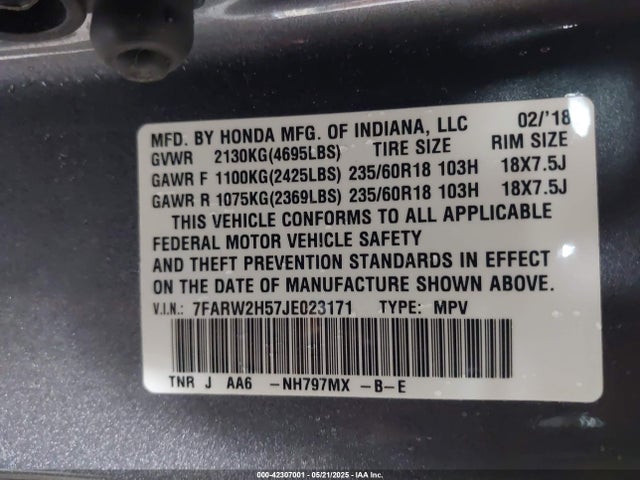 MFD. BY HONDA MFG. OF INDIANA, LLC 02/'18
GVWR 2130KG(4695LBS) TIRE SIZE RIM SIZE
GAWR F 1100KG(2425LBS) 235/60R18 103H 18X7.5J
GAWR R 1075KG(2369LBS) 235/60R18 103H 18X7.5J
THIS VEHICLE CONFORMS TO ALL APPLICABLE
FEDERAL MOTOR VEHICLE SAFETY
AND THEFT PREVENTION STANDARDS IN EFFECT
ON THE DATE OF MANUFACTURE SHOWN ABOVE.
V.I.N.: 7FARW2H57JE023171 TYPE: MPV
TNR J AA6 -NH797MX -B-E
000-42307001 - 05/21/2025 - IAA Inc.